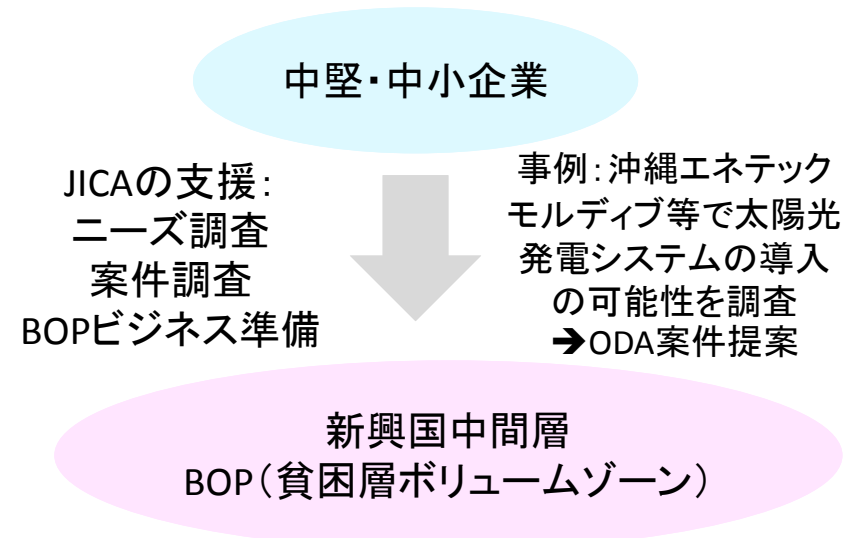 中堅・中小企業
JICAの支援：
ニーズ調査
案件調査
BOPビジネス準備
事例：沖縄エネテック
モルディブ等で太陽光
発電システムの導入
の可能性を調査
➔ODA案件提案
新興国中間層
BOP（貧困層ボリュームゾーン）